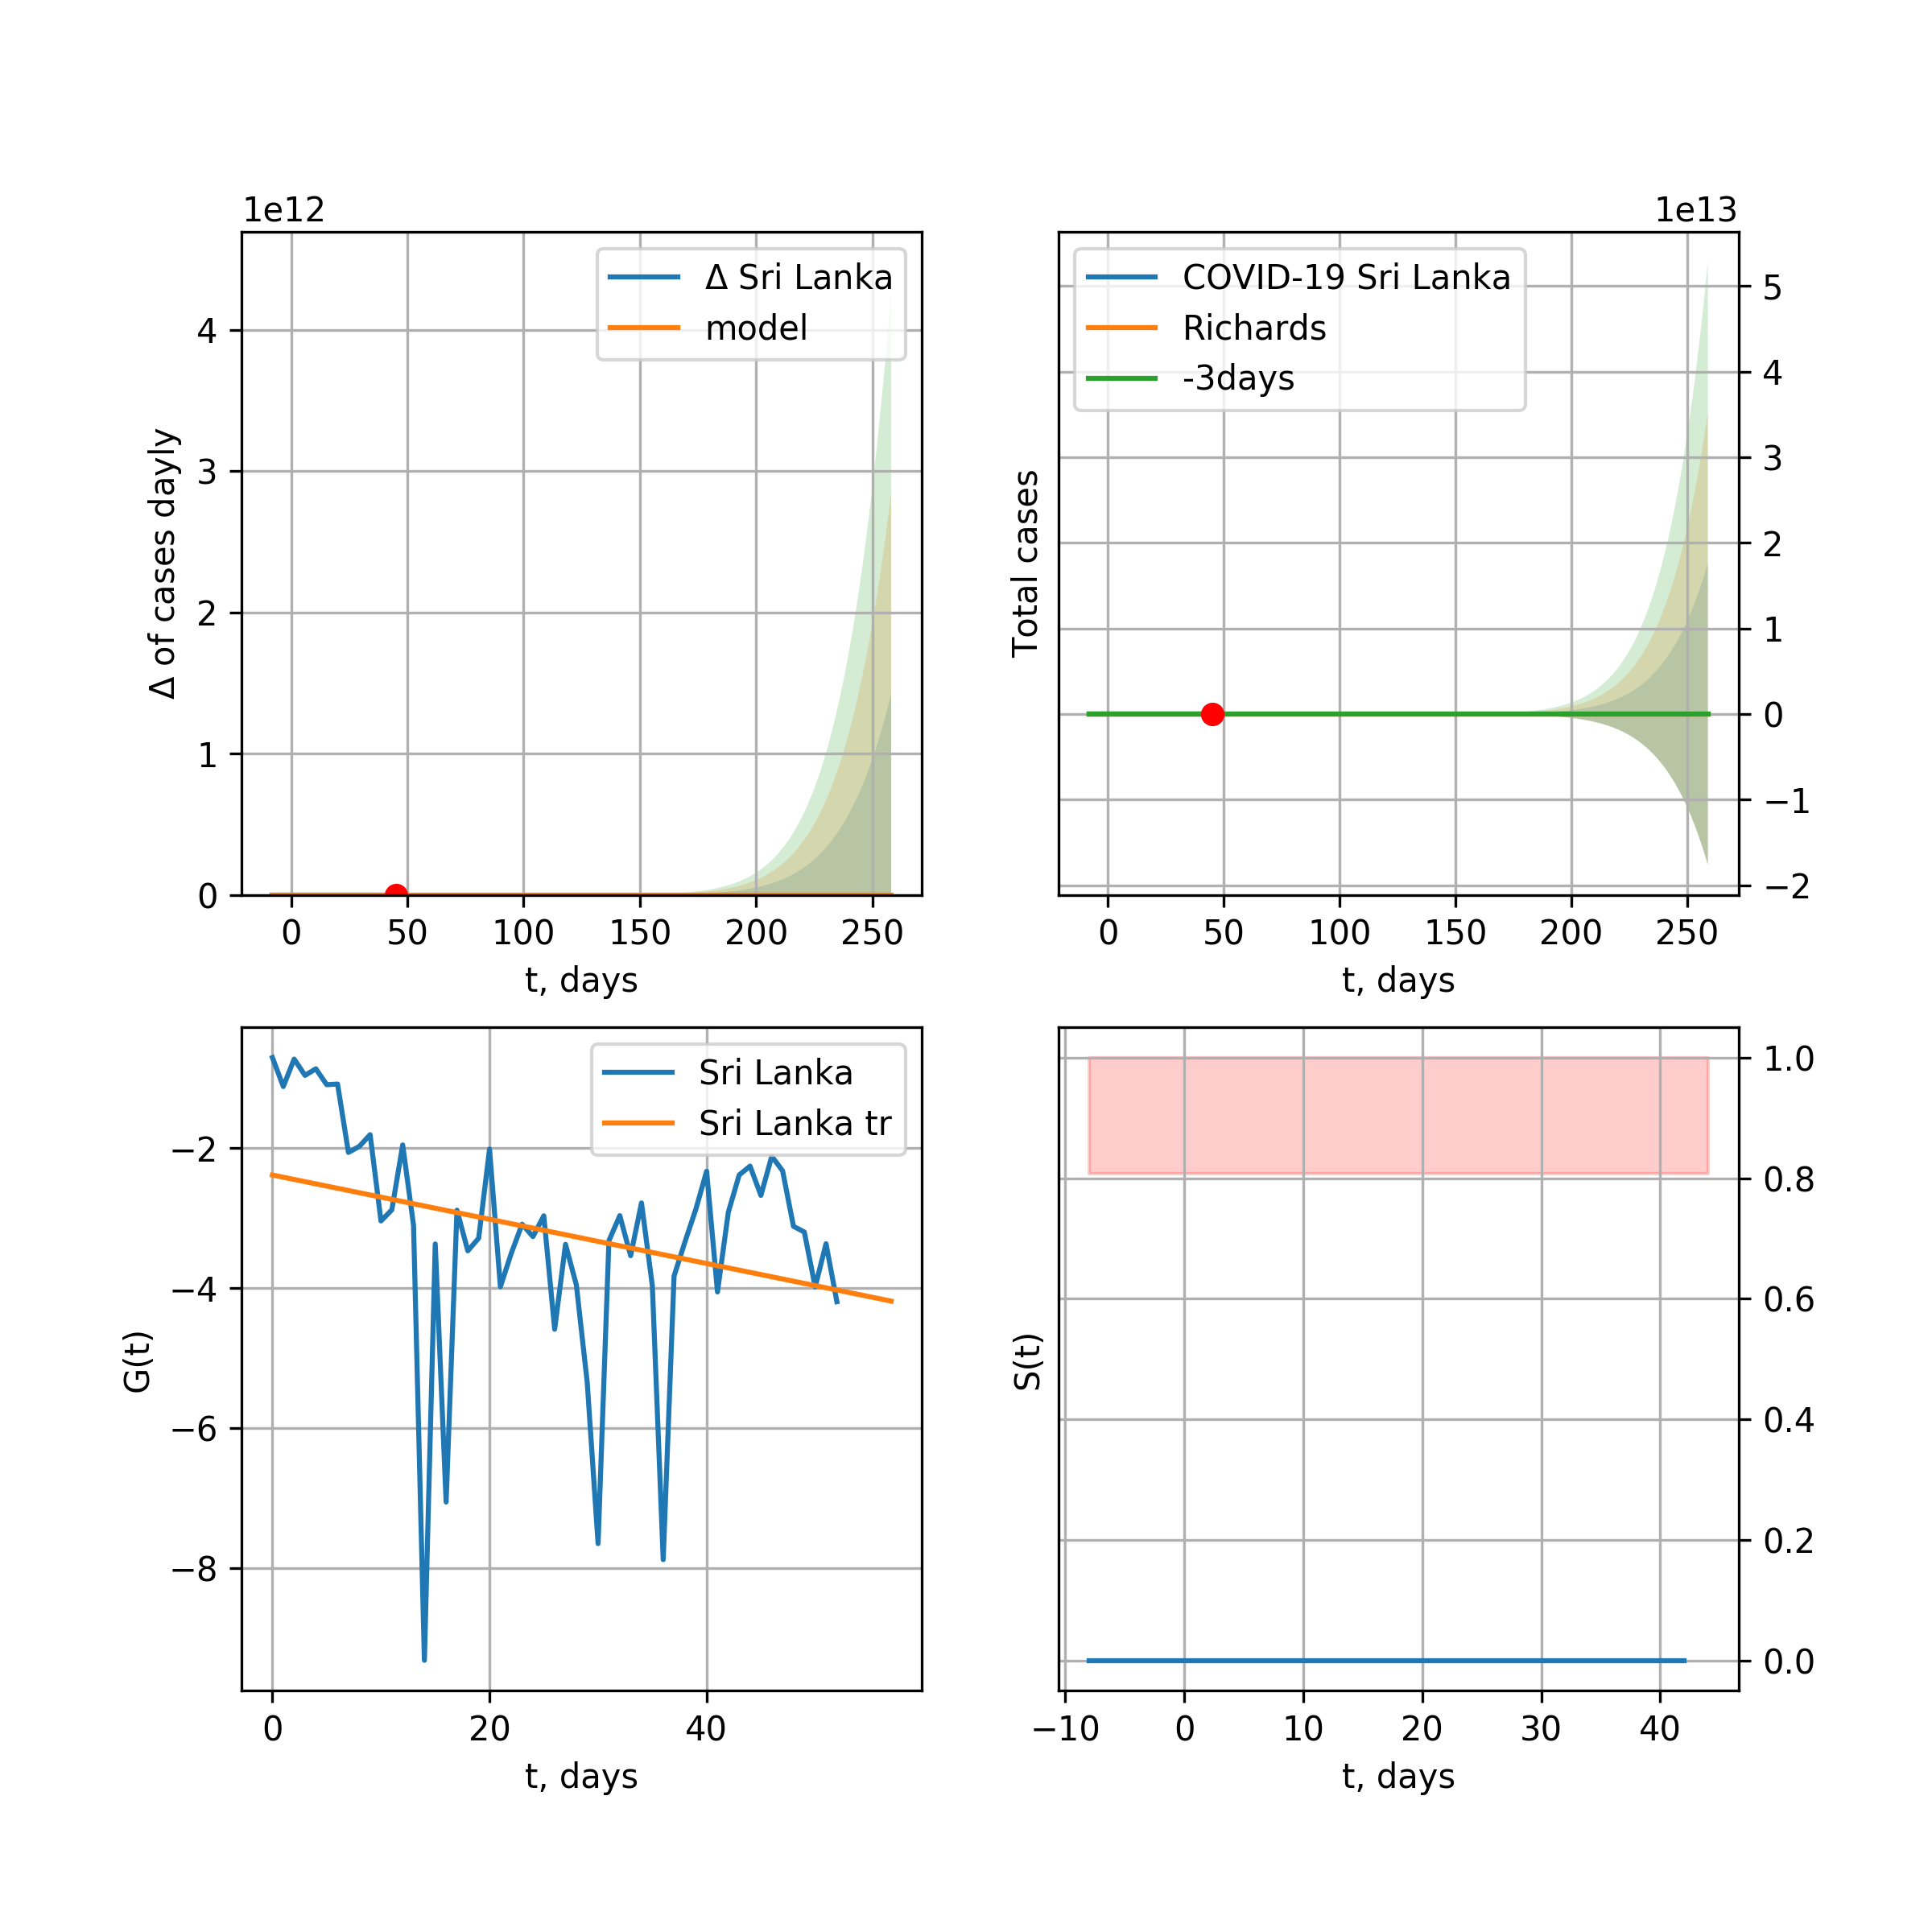 1e12
Δ of cases dayly
4
3
2
1
0
0 50 100 150 200 250
t, days
Δ Sri Lanka
model
1e13
Total cases
5
4
3
2
1
0
−1
−2
0 50 100 150 200 250
t, days
COVID-19 Sri Lanka
Richards
-3days
G(t)
−2
−4
−6
−8
0 20 40
t, days
Sri Lanka
Sri Lanka tr
S(t)
1.0
0.8
0.6
0.4
0.2
0.0
−10 0 10 20 30 40
t, days